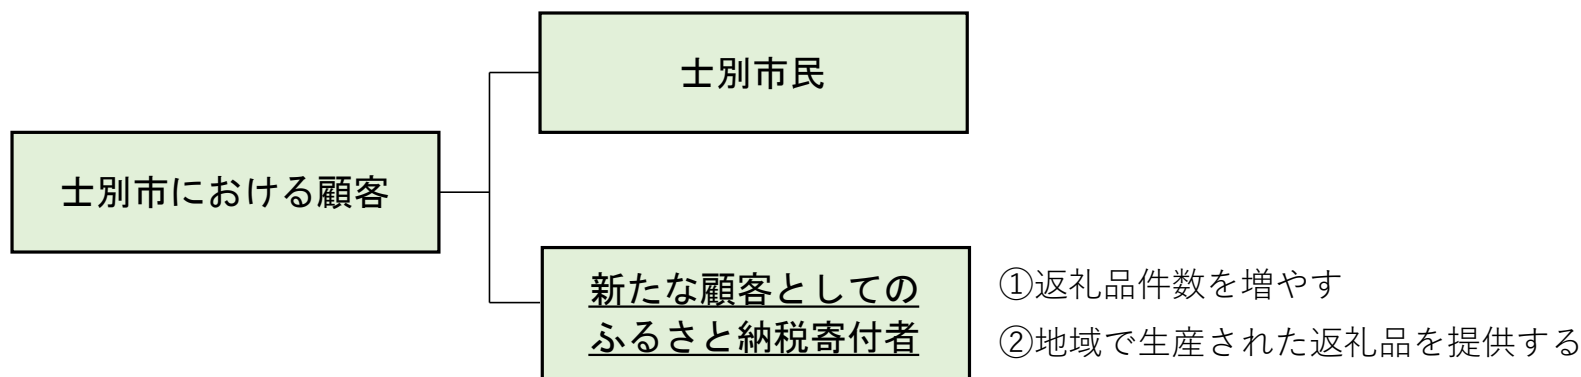 士別市民
士別市における顧客
新たな顧客としての
ふるさと納税寄付者
①返礼品件数を増やす
②地域で生産された返礼品を提供する